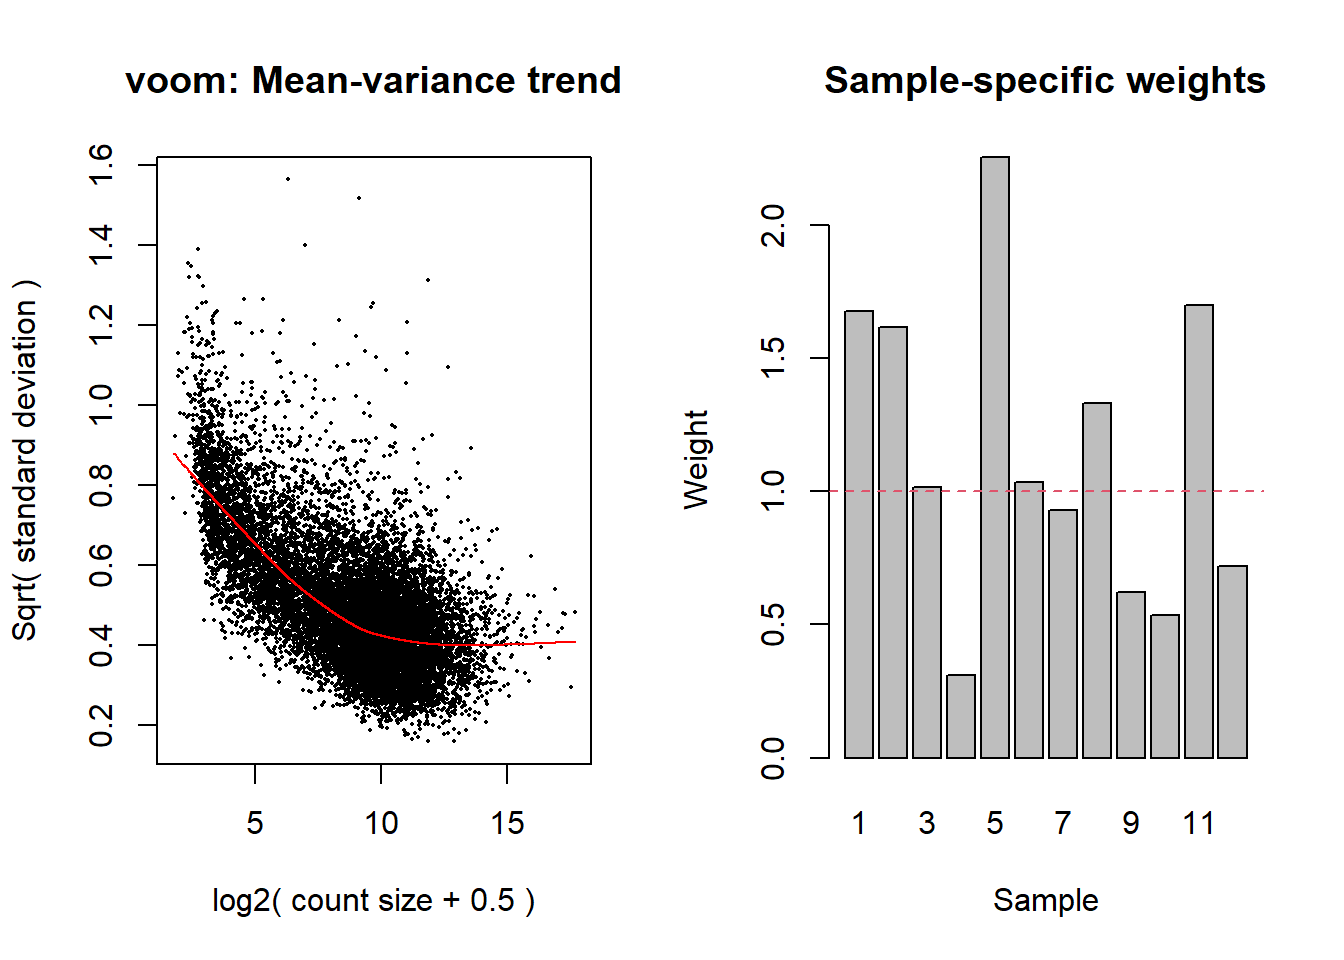 voom: Mean-variance trend
Sqrt( standard deviation )
1.6
1.4
1.2
1.0
0.8
0.6
0.4
0.2
5 10 15
log2( count size + 0.5 )
Sample-specific weights
Weight
2.0
1.5
1.0
0.5
0.0
1 3 5 7 9 11
Sample